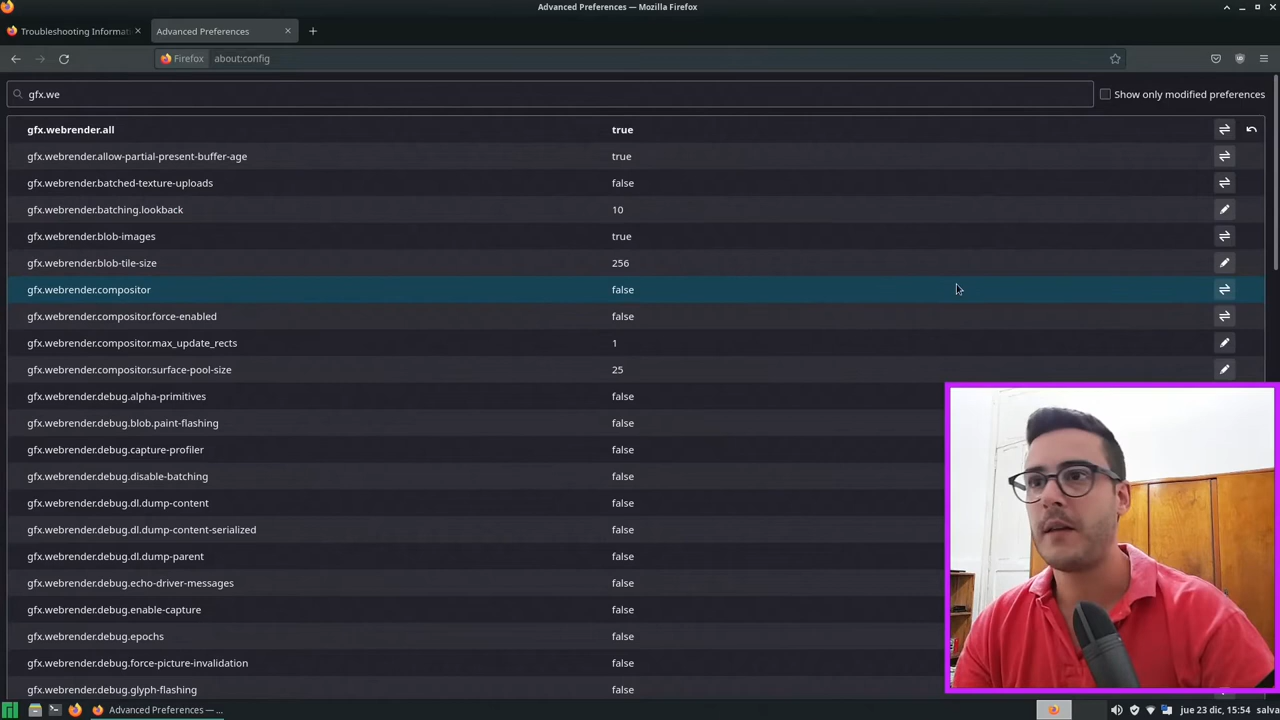 Advanced Preferences — Mozilla Firefox
Troubleshooting Informat
Advanced Preferences
Firefox
about:config
gfx.we
Show only modified preferences
gfx.webrender.all true
gfx.webrender.allow-partial-present-buffer-age true
gfx.webrender.batched-texture-uploads false
gfx.webrender.batching.lookback 10
gfx.webrender.blob-images true
gfx.webrender.blob-tile-size 256
gfx.webrender.compositor false
gfx.webrender.compositor.force-enabled false
gfx.webrender.compositor.max_update_rects 1
gfx.webrender.compositor.surface-pool-size 25
gfx.webrender.debug.alpha-primitives false
gfx.webrender.debug.blob.paint-flashing false
gfx.webrender.debug.capture-profiler false
gfx.webrender.debug.disable-batching false
gfx.webrender.debug.dl.dump-content false
gfx.webrender.debug.dl.dump-content-serialized false
gfx.webrender.debug.dl.dump-parent false
gfx.webrender.debug.echo-driver-messages false
gfx.webrender.debug.enable-capture false
gfx.webrender.debug.epochs false
gfx.webrender.debug.force-picture-invalidation false
gfx.webrender.debug.glyph-flashing false
Advanced Preferences — ...
jue 23 dic, 15:54 salva